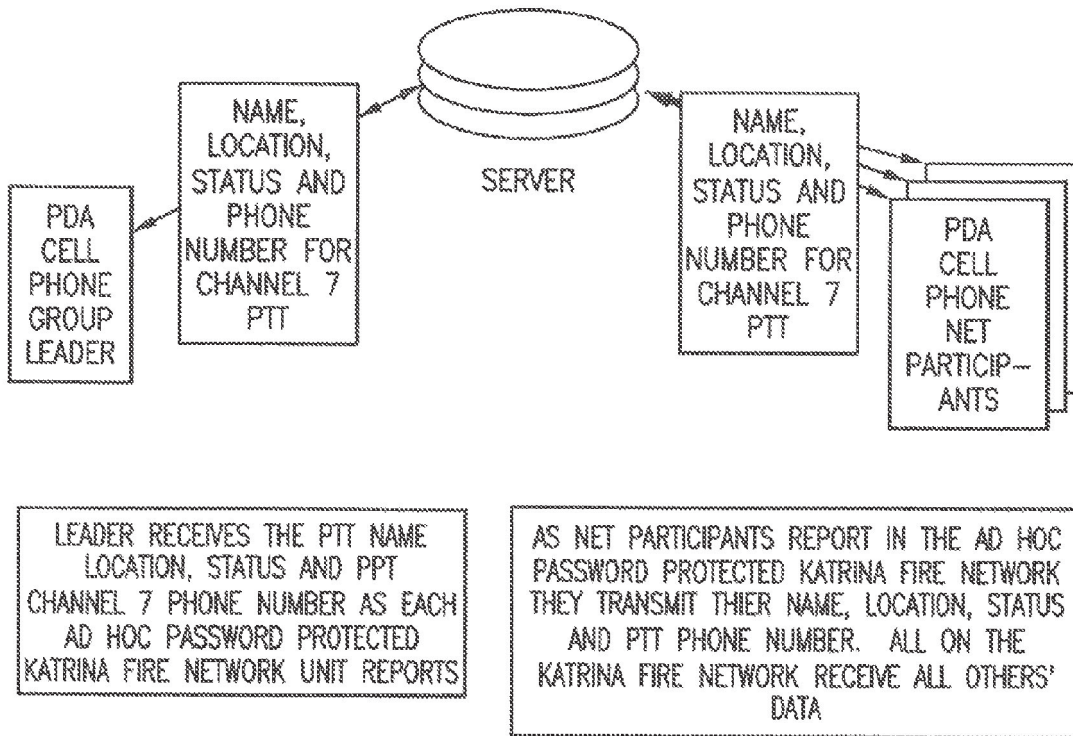 NAME,
LOCATION,
STATUS AND
PHONE
NUMBER FOR
CHANNEL 7
PTT
SERVER
NAME,
LOCATION,
STATUS AND
PHONE
NUMBER FOR
CHANNEL 7
PTT
PDA
CELL
PHONE
GROUP
LEADER
PDA
CELL
PHONE
NET
PARTICIP-
ANTS
LEADER RECEIVES THE PTT NAME
LOCATION, STATUS AND PPT
CHANNEL 7 PHONE NUMBER AS EACH
AD HOC PASSWORD PROTECTED
KATRINA FIRE NETWORK UNIT REPORTS
AS NET PARTICIPANTS REPORT IN THE AD HOC
PASSWORD PROTECTED KATRINA FIRE NETWORK
THEY TRANSMIT THIER NAME, LOCATION, STATUS
AND PTT PHONE NUMBER. ALL ON THE
KATRINA FIRE NETWORK RECEIVE ALL OTHERS'
DATA